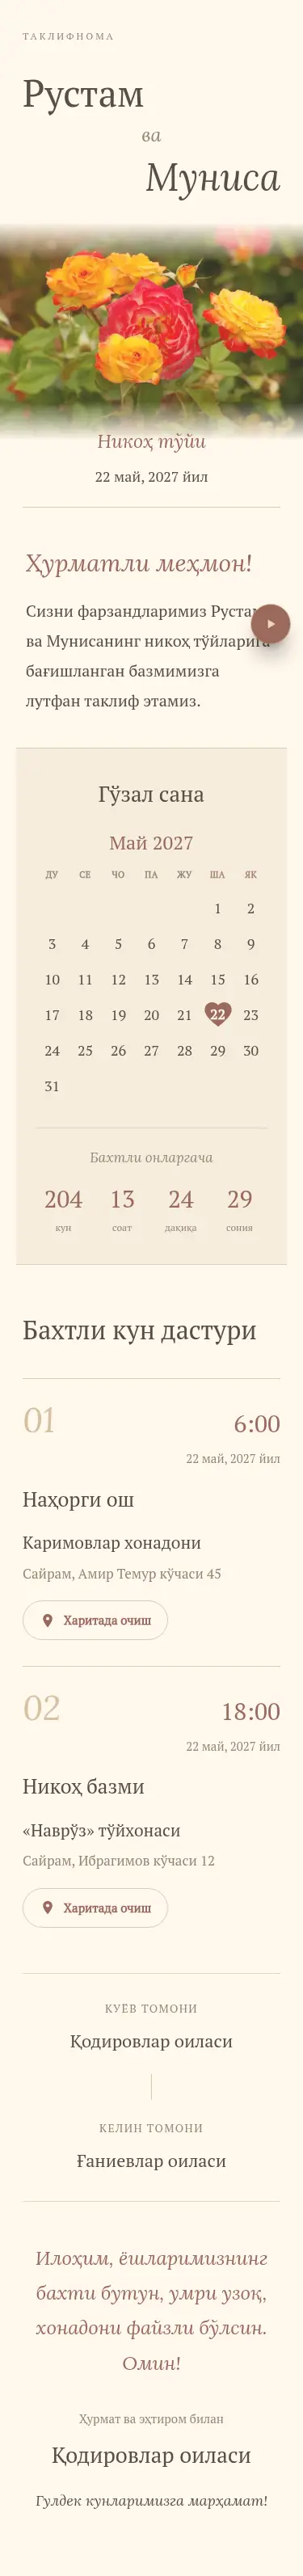 ТАКЛИФНОМА
Рустам
ва
Муниса
Никоҳ тўйи
22 май, 2027 йил
Ҳурматли меҳмон!
Сизни фарзандларимиз Рустам
ва Мунисанинг никоҳ тўйларига
бағишланган базмимизга
лутфан таклиф этамиз.
Гўзал сана
Май 2027
ДУ СЕ ЧО ПА ЖУ ША ЯК
1 2
3 4 5 6 7 8 9
10 11 12 13 14 15 16
17 18 19 20 21 22 23
24 25 26 27 28 29 30
31
Бахтли онларгача
204 13 24 29
кун соат дақиқа сония
Бахтли кун дастури
01 6:00
22 май, 2027 йил
Наҳорги ош
Каримовлар хонадони
Сайрам, Амир Темур кўчаси 45
Харитада очиш
02 18:00
22 май, 2027 йил
Никоҳ базми
«Наврўз» тўйхонаси
Сайрам, Ибрагимов кўчаси 12
Харитада очиш
КУЁВ ТОМОНИ
Қодировлар оиласи
КЕЛИН ТОМОНИ
Ғаниевлар оиласи
Илоҳим, ёшларимизнинг
бахти бутун, умри узоқ,
хонадони файзли бўлсин.
Омин!
Ҳурмат ва эҳтиром билан
Қодировлар оиласи
Гулдек кунларимизга марҳамат!